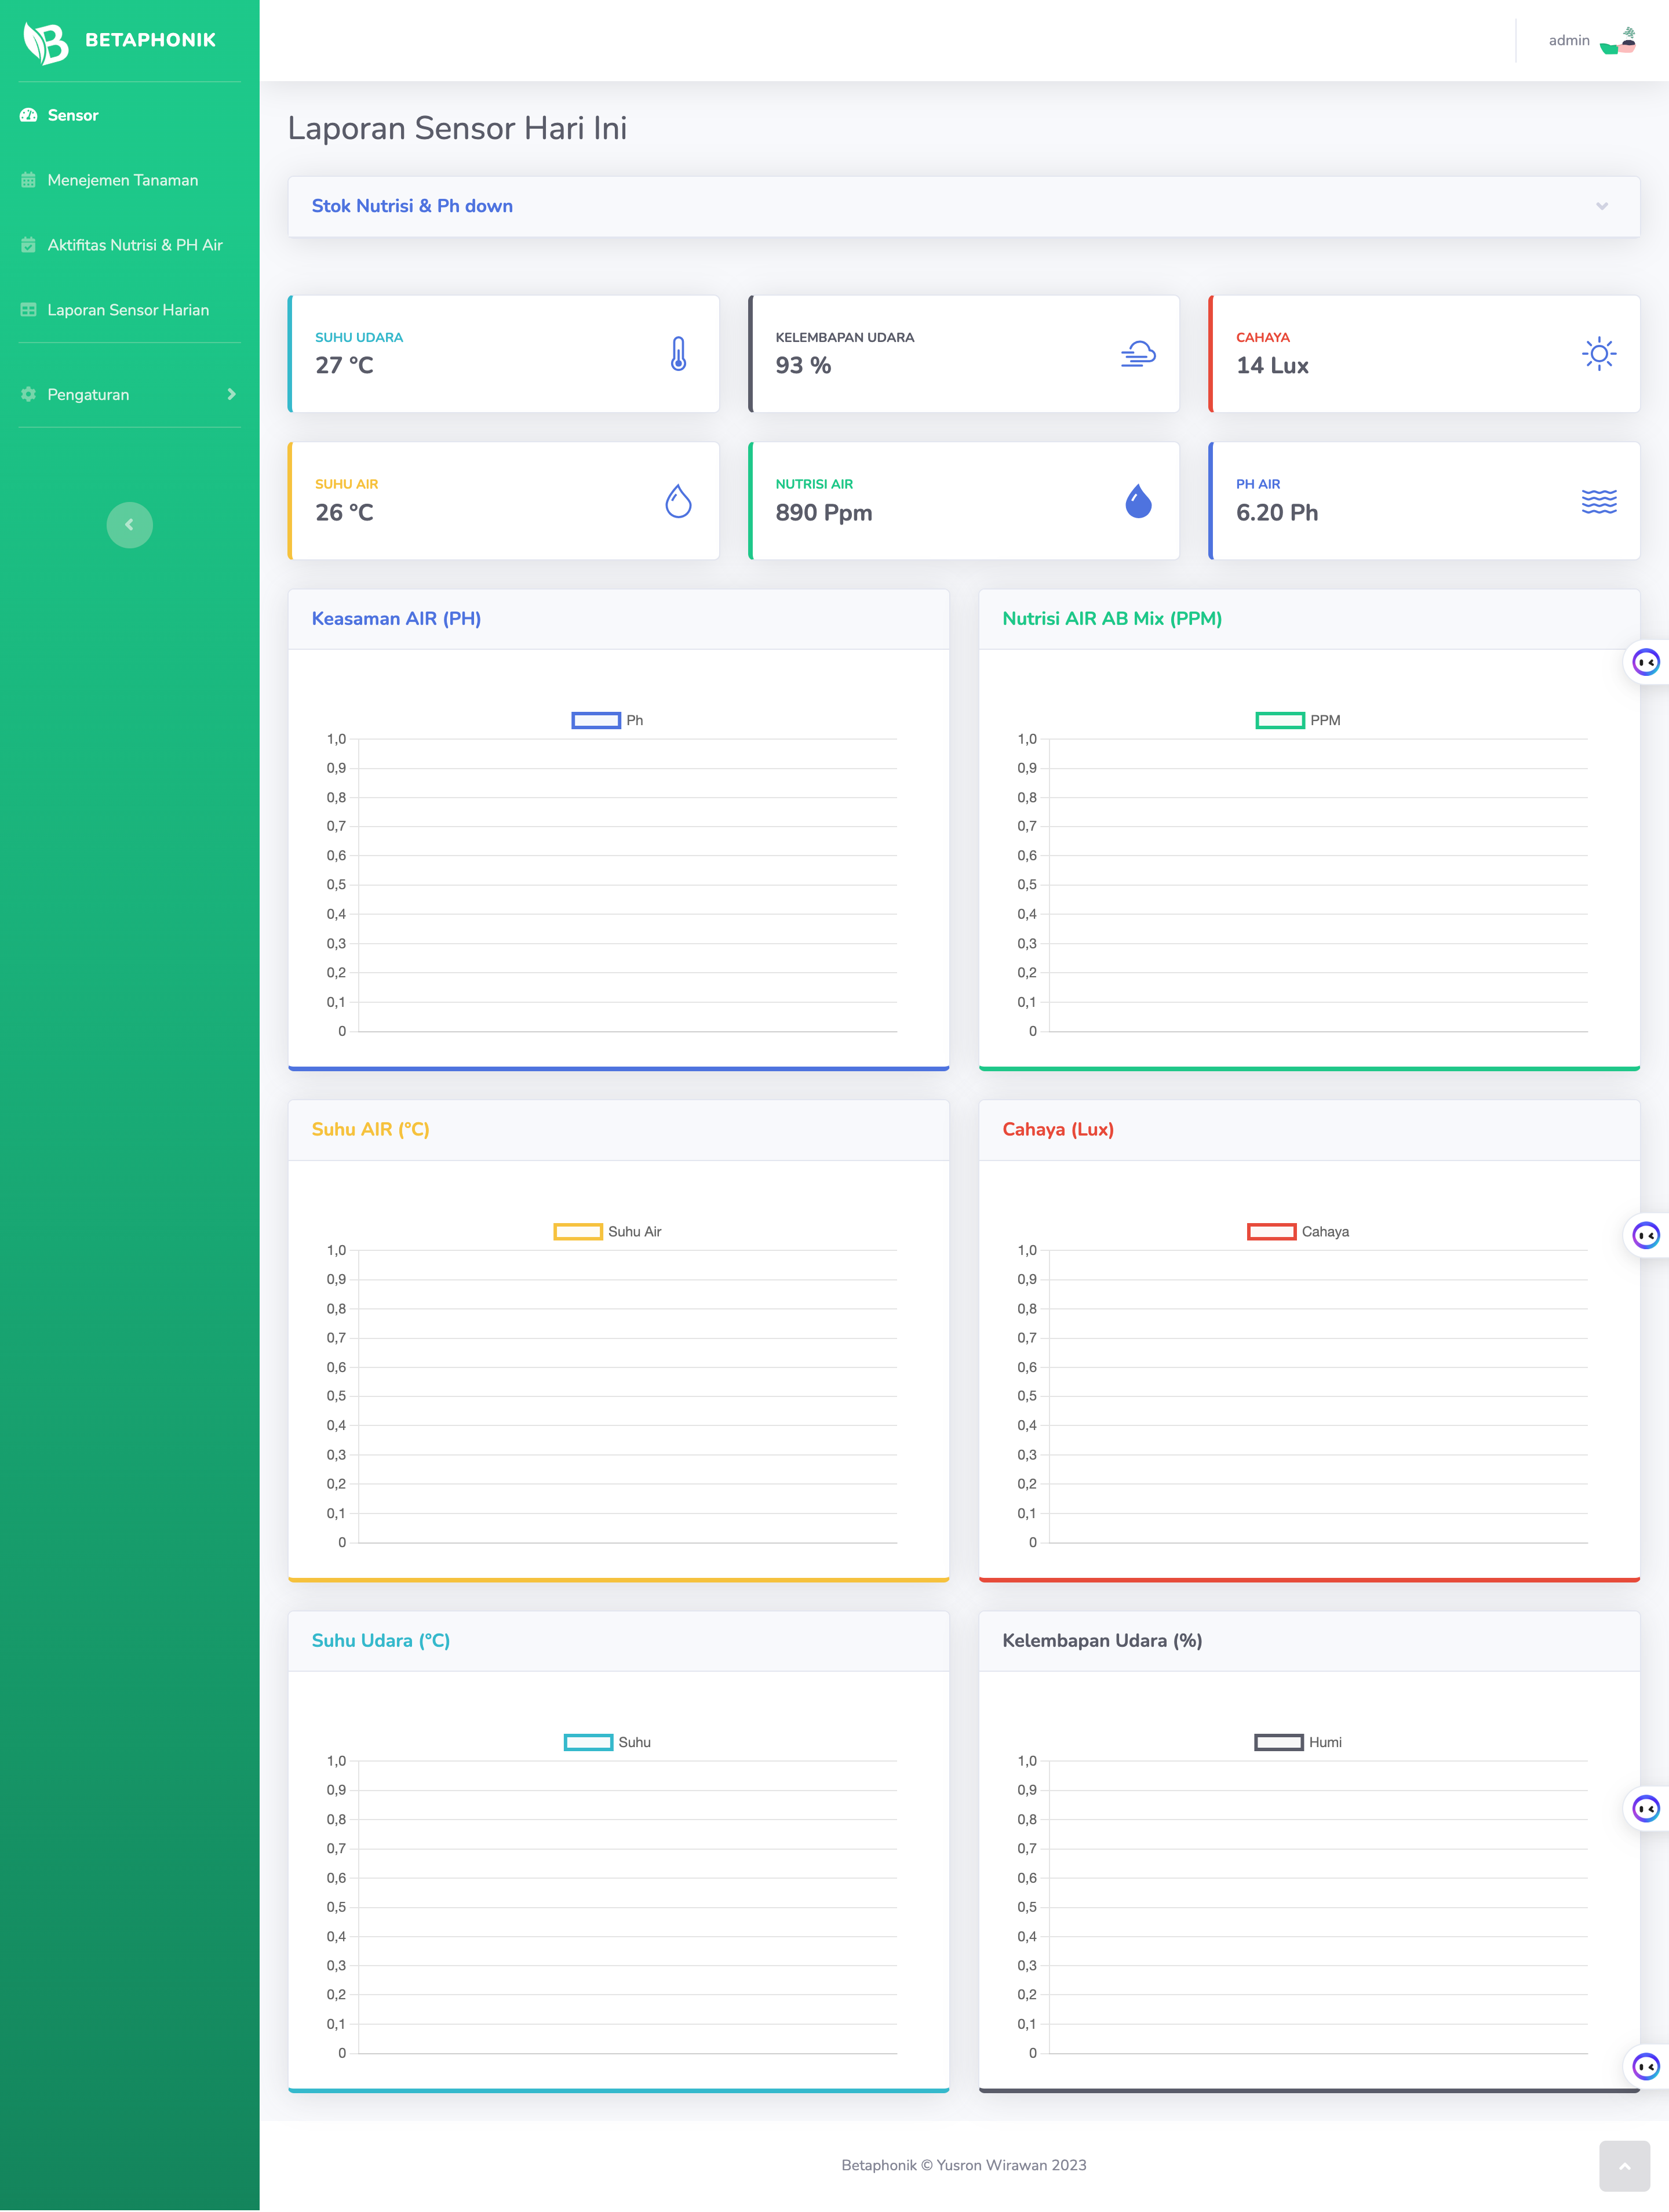 BETAPHONIK
Sensor
Menejemen Tanaman
Aktifitas Nutrisi & PH Air
Laporan Sensor Harian
Pengaturan
admin
Laporan Sensor Hari Ini
Stok Nutrisi & Ph down
SUHU UDARA
27 °C
KELEMBAPAN UDARA
93 %
CAHAYA
14 Lux
SUHU AIR
26 °C
NUTRISI AIR
890 Ppm
PH AIR
6.20 Ph
Keasaman AIR (PH)
Ph
1,0
0,9
0,8
0,7
0,6
0,5
0,4
0,3
0,2
0,1
0
Nutrisi AIR AB Mix (PPM)
PPM
1,0
0,9
0,8
0,7
0,6
0,5
0,4
0,3
0,2
0,1
0
Suhu AIR (°C)
Suhu Air
1,0
0,9
0,8
0,7
0,6
0,5
0,4
0,3
0,2
0,1
0
Cahaya (Lux)
Cahaya
1,0
0,9
0,8
0,7
0,6
0,5
0,4
0,3
0,2
0,1
0
Suhu Udara (°C)
Suhu
1,0
0,9
0,8
0,7
0,6
0,5
0,4
0,3
0,2
0,1
0
Kelembapan Udara (%)
Humi
1,0
0,9
0,8
0,7
0,6
0,5
0,4
0,3
0,2
0,1
0
Betaphonik © Yusron Wirawan 2023